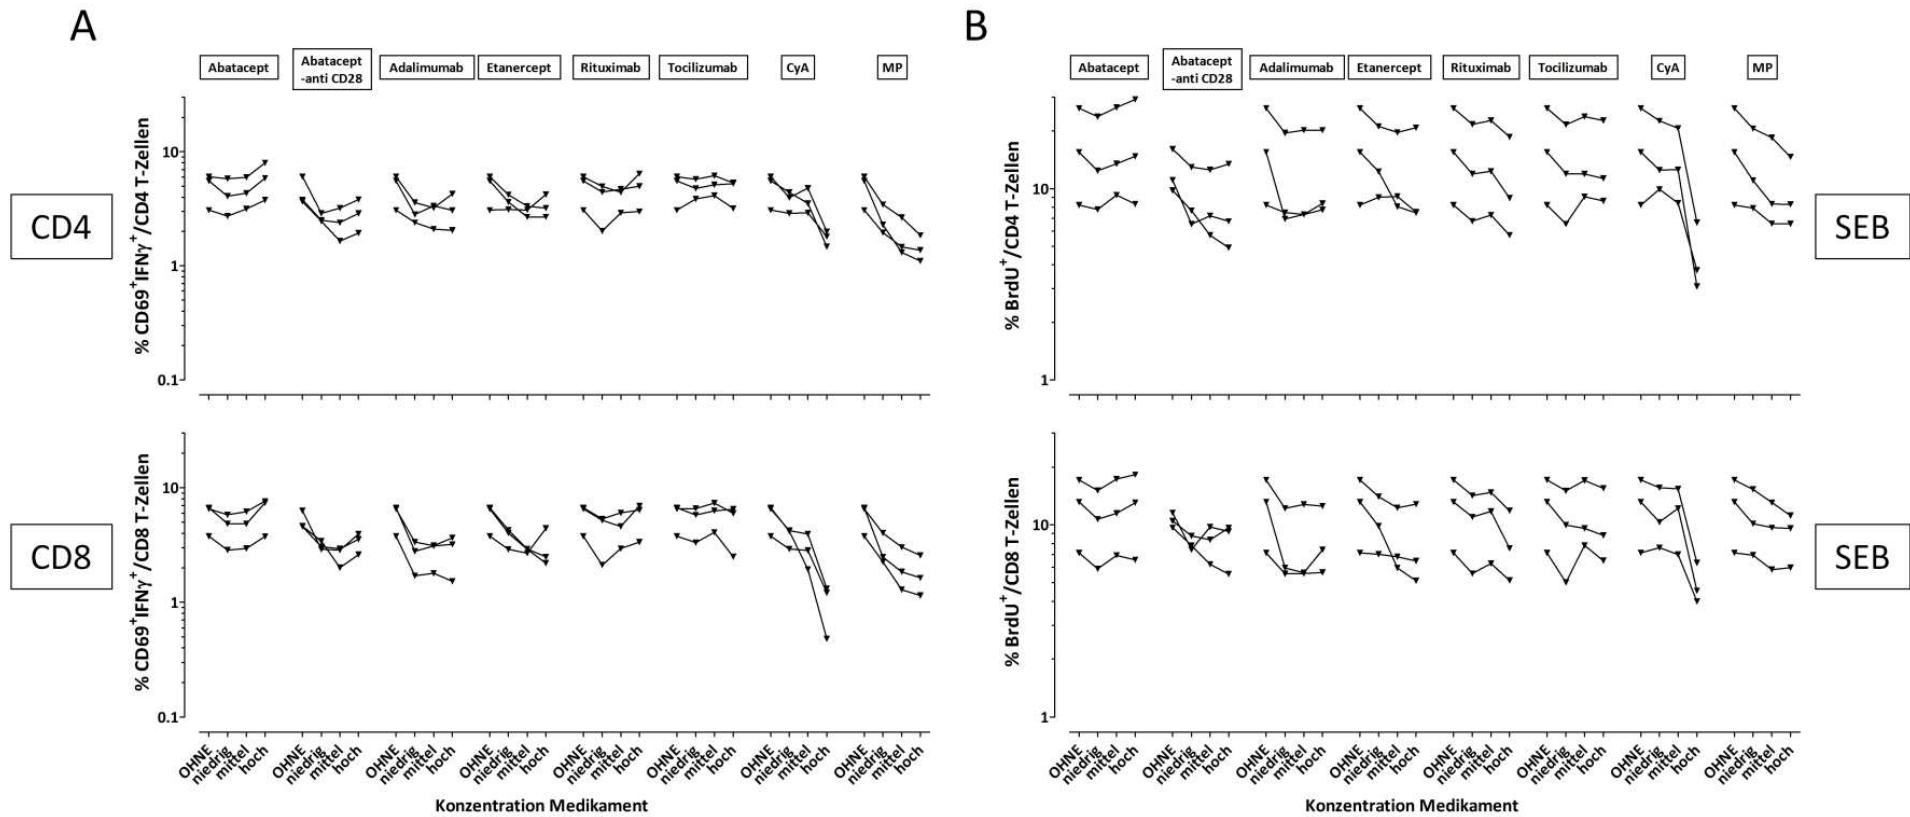 A
B
Abatacept
Abatacept
-anti CD28
Adalimumab
Etanercept
Rituximab
Tocilizumab
CyA
MP
Abatacept
Abatacept
-anti CD28
Adalimumab
Etanercept
Rituximab
Tocilizumab
CyA
MP
CD4
% CD69⁺IFNγ⁺/CD4 T-Zellen
10
1
0.1
% BrdU⁺/CD4 T-Zellen
10
1
SEB
CD8
% CD69⁺IFNγ⁺/CD8 T-Zellen
10
1
0.1
% BrdU⁺/CD8 T-Zellen
10
1
SEB
OHNE
niedrig
mittel
hoch
OHNE
niedrig
mittel
hoch
OHNE
niedrig
mittel
hoch
OHNE
niedrig
mittel
hoch
OHNE
niedrig
mittel
hoch
OHNE
niedrig
mittel
hoch
OHNE
niedrig
mittel
hoch
OHNE
niedrig
mittel
hoch
OHNE
niedrig
mittel
hoch
OHNE
niedrig
mittel
hoch
OHNE
niedrig
mittel
hoch
OHNE
niedrig
mittel
hoch
OHNE
niedrig
mittel
hoch
OHNE
niedrig
mittel
hoch
OHNE
niedrig
mittel
hoch
OHNE
niedrig
mittel
hoch
Konzentration Medikament
Konzentration Medikament